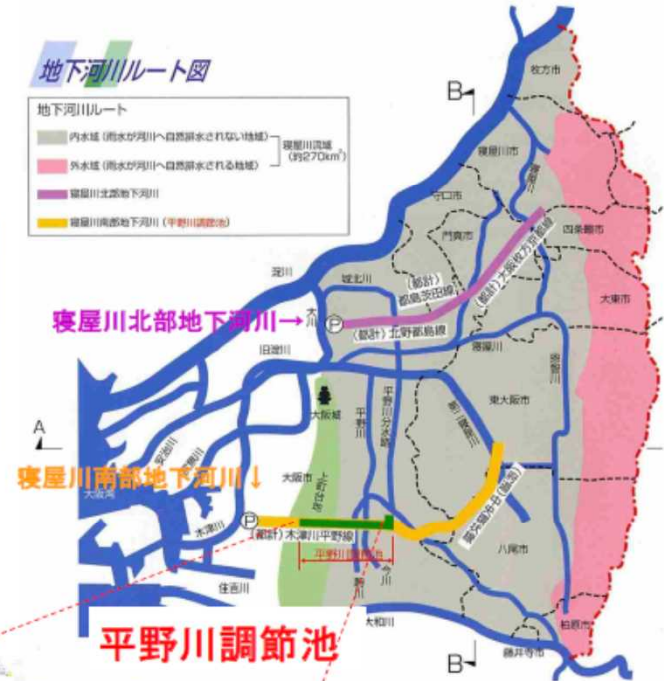 地下河川ルート図
地下河川ルート
内水域(雨水が河川へ自然排水されない地域)
外水域(雨水が河川へ自然排水される地域)
寝屋川流域
(約270km²)
寝屋川北部地下河川
寝屋川南部地下河川(平野川調節池)
B
枚方市
寝屋川市
寝屋川
守口市
門真市
四条畷市
大東市
淀川
城北川
(都計)
都島茨田線
(都計)大阪枚方京都線
寝屋川北部地下河川→
大川
P
(都計)北野都島線
旧淀川
寝屋川
恩智川
東大阪市
大阪城
平野川
平野川分水路
第二寝屋川
A
安治川
大阪市
上町台地
寝屋川南部地下河川↓
大阪湾
木津川
P
(都計)木津川平野線
平野川調節池
八尾市
住吉川
大和川
柏原市
藤井寺市
B
平野川調節池